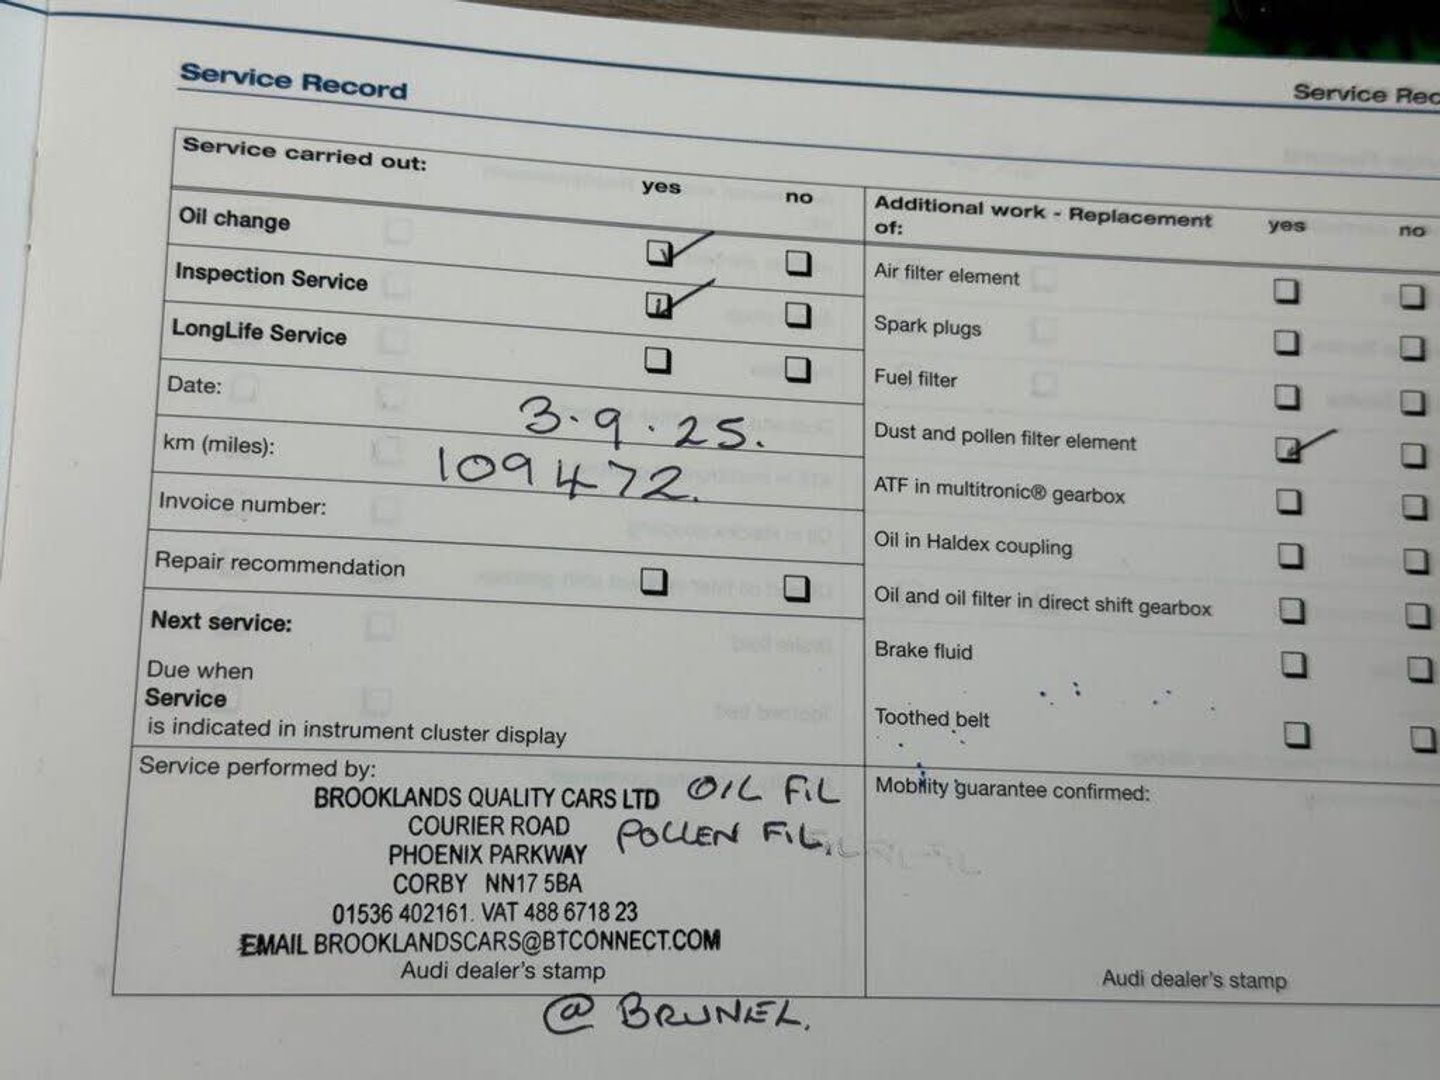 Service Record
Service Rec
Service carried out:
yes no
Oil change
Inspection Service
LongLife Service
Date: 3.9.25.
km (miles): 109472.
Invoice number:
Repair recommendation
Next service:
Due when
Service
is indicated in instrument cluster display
Service performed by:
BROOKLANDS QUALITY CARS LTD
COURIER ROAD
PHOENIX PARKWAY
CORBY NN17 5BA
01536 402161. VAT 488 6718 23
EMAIL BROOKLANDSCARS@BTCONNECT.COM
OIL FIL
POLLEN FIL.
Audi dealer's stamp
@ BRUNEL.
Additional work - Replacement
of:
yes no
Air filter element
Spark plugs
Fuel filter
Dust and pollen filter element
ATF in multitronic® gearbox
Oil in Haldex coupling
Oil and oil filter in direct shift gearbox
Brake fluid
Toothed belt
Mobility guarantee confirmed:
Audi dealer's stamp